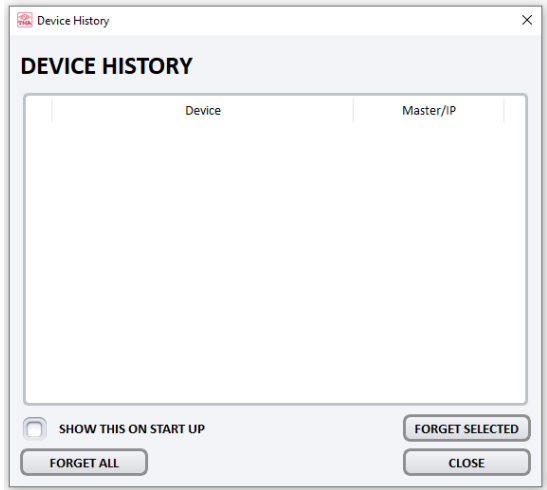 Device History
DEVICE HISTORY
Device Master/IP
SHOW THIS ON START UP
FORGET SELECTED
FORGET ALL
CLOSE